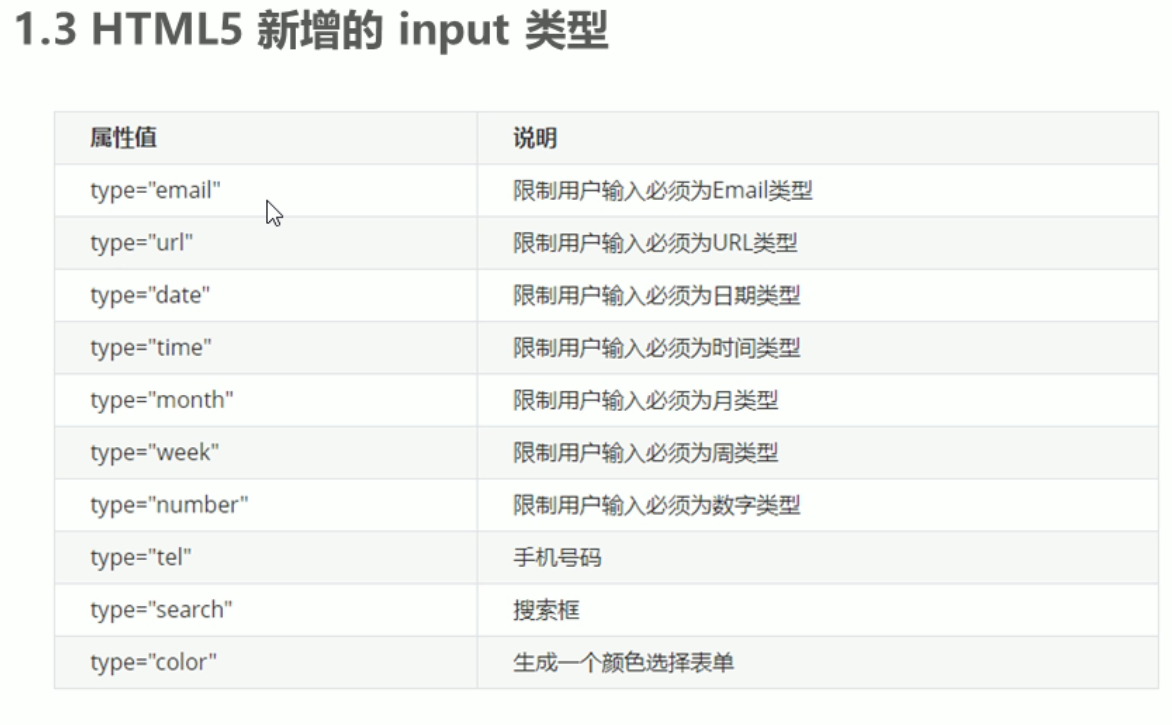 1.3 HTML5 新增的 input 类型
属性值 说明
type="email" 限制用户输入必须为Email类型
type="url" 限制用户输入必须为URL类型
type="date" 限制用户输入必须为日期类型
type="time" 限制用户输入必须为时间类型
type="month" 限制用户输入必须为月类型
type="week" 限制用户输入必须为周类型
type="number" 限制用户输入必须为数字类型
type="tel" 手机号码
type="search" 搜索框
type="color" 生成一个颜色选择表单